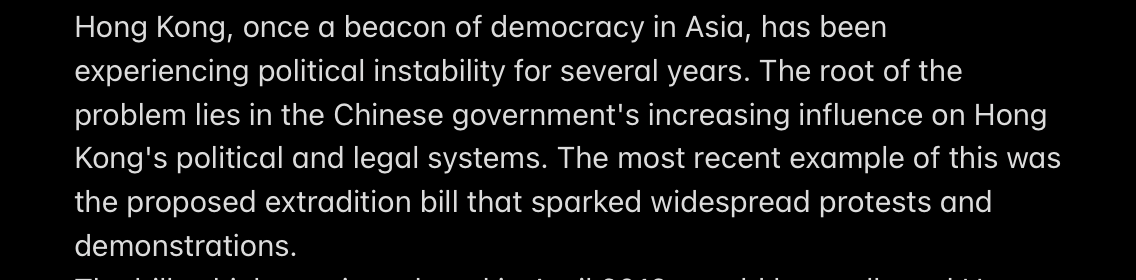 Hong Kong, once a beacon of democracy in Asia, has been
experiencing political instability for several years. The root of the
problem lies in the Chinese government's increasing influence on Hong
Kong's political and legal systems. The most recent example of this was
the proposed extradition bill that sparked widespread protests and
demonstrations.